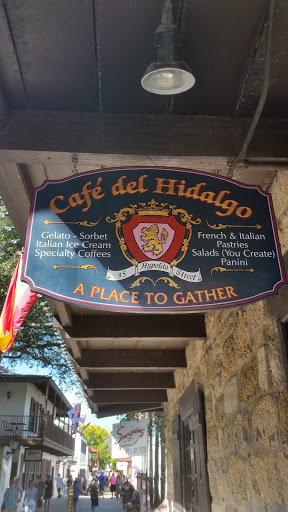 Café del Hidalgo
Gelato - Sorbet
Italian Ice Cream
Specialty Coffees
35 Hypolita Street
French & Italian
Pastries
Salads (You Create)
Panini
A PLACE TO GATHER